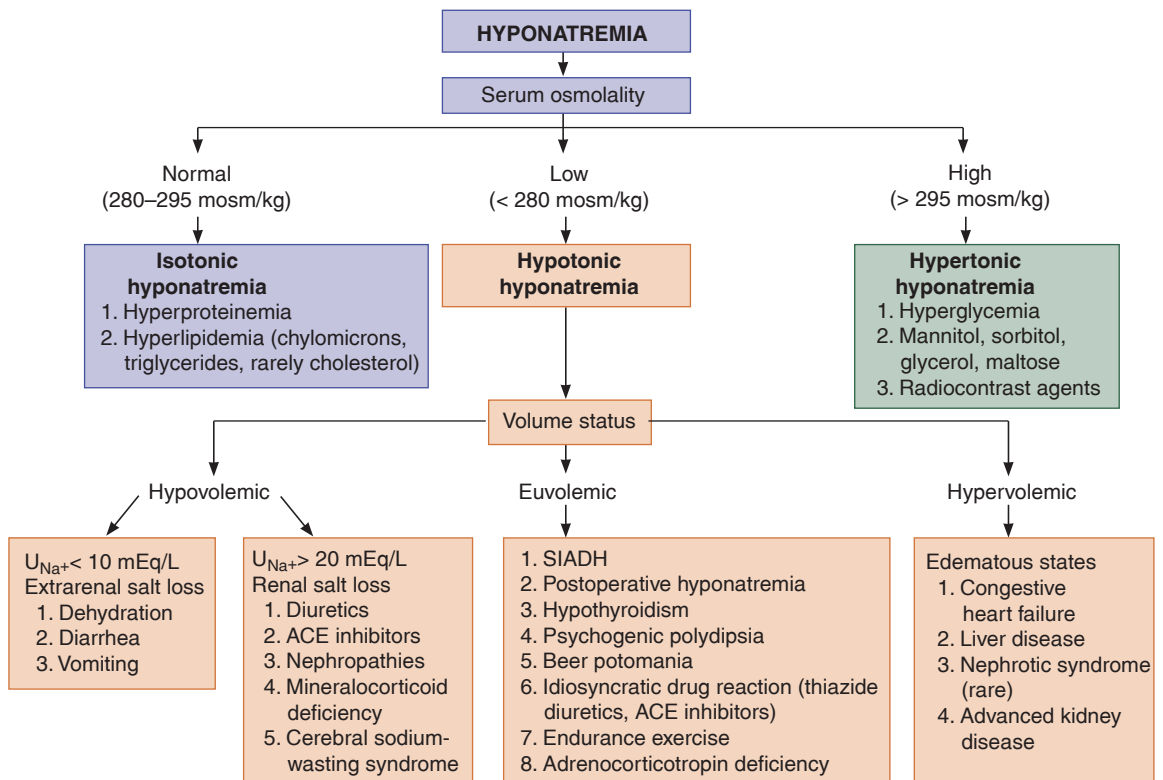 HYPONATREMIA
Serum osmolality
Normal
(280–295 mosm/kg)
Low
(< 280 mosm/kg)
High
(> 295 mosm/kg)
Isotonic
hyponatremia
1. Hyperproteinemia
2. Hyperlipidemia (chylomicrons,
triglycerides, rarely cholesterol)
Hypotonic
hyponatremia
Hypertonic
hyponatremia
1. Hyperglycemia
2. Mannitol, sorbitol,
glycerol, maltose
3. Radiocontrast agents
Volume status
Hypovolemic
Euvolemic
Hypervolemic
UNa+< 10 mEq/L
Extrarenal salt loss
1. Dehydration
2. Diarrhea
3. Vomiting
UNa+> 20 mEq/L
Renal salt loss
1. Diuretics
2. ACE inhibitors
3. Nephropathies
4. Mineralocorticoid
deficiency
5. Cerebral sodium-
wasting syndrome
1. SIADH
2. Postoperative hyponatremia
3. Hypothyroidism
4. Psychogenic polydipsia
5. Beer potomania
6. Idiosyncratic drug reaction (thiazide
diuretics, ACE inhibitors)
7. Endurance exercise
8. Adrenocorticotropin deficiency
Edematous states
1. Congestive
heart failure
2. Liver disease
3. Nephrotic syndrome
(rare)
4. Advanced kidney
disease